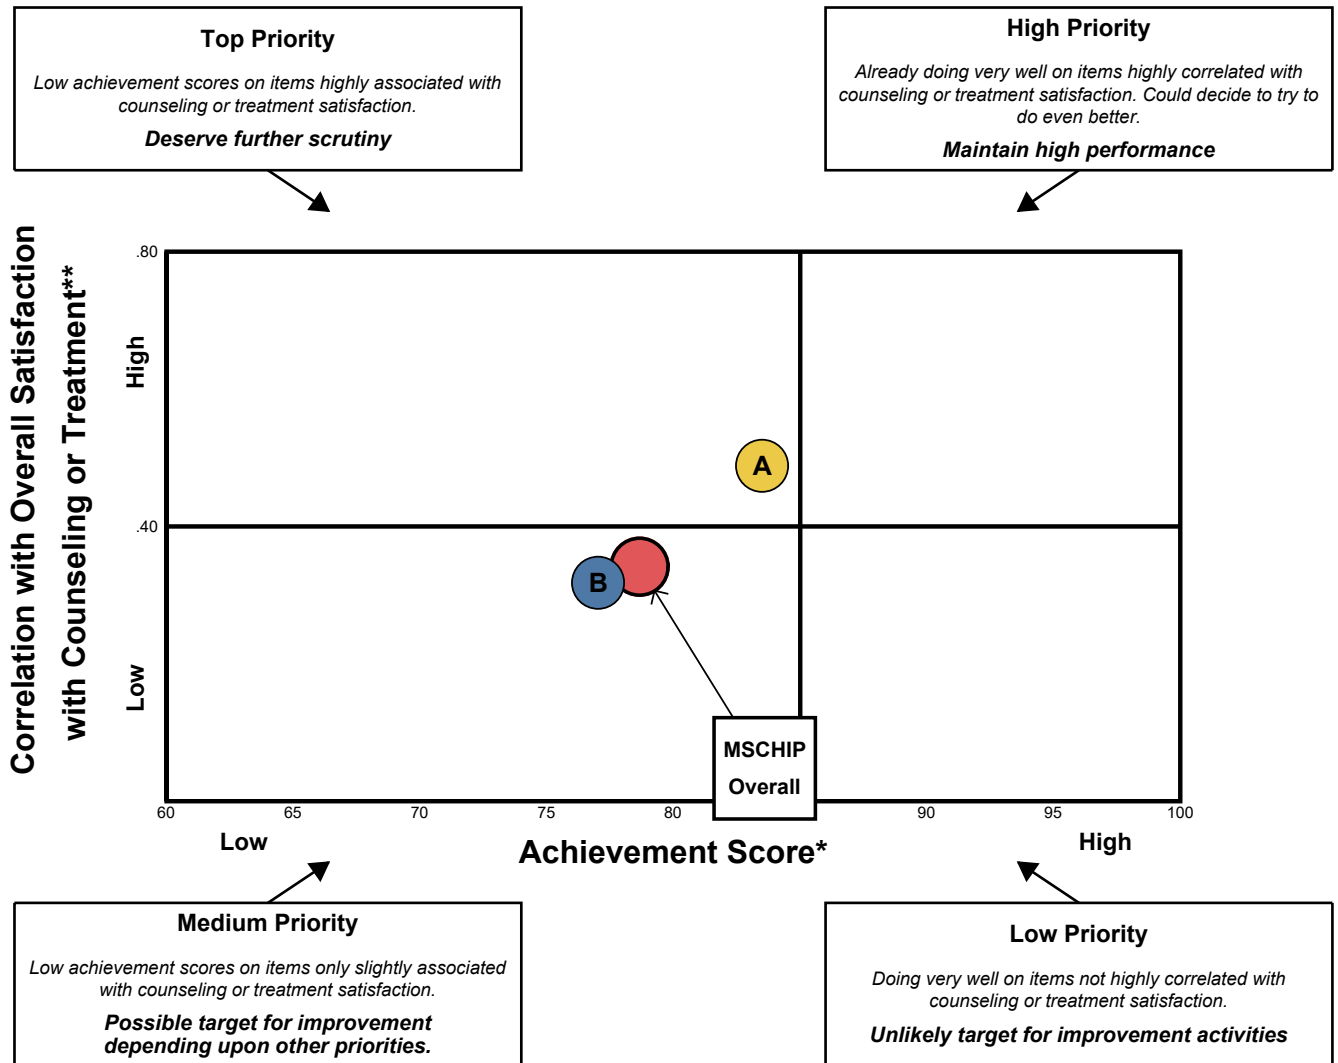 Top Priority
Low achievement scores on items highly associated with
counseling or treatment satisfaction.
Deserve further scrutiny
High Priority
Already doing very well on items highly correlated with
counseling or treatment satisfaction. Could decide to try to
do even better.
Maintain high performance
Correlation with Overall Satisfaction
with Counseling or Treatment**
High
Low
.80
.40
A
B
MSCHIP
Overall
60
65
70
75
80
90
95
100
Low
Achievement Score*
High
Medium Priority
Low achievement scores on items only slightly associated
with counseling or treatment satisfaction.
Possible target for improvement
depending upon other priorities.
Low Priority
Doing very well on items not highly correlated with
counseling or treatment satisfaction.
Unlikely target for improvement activities